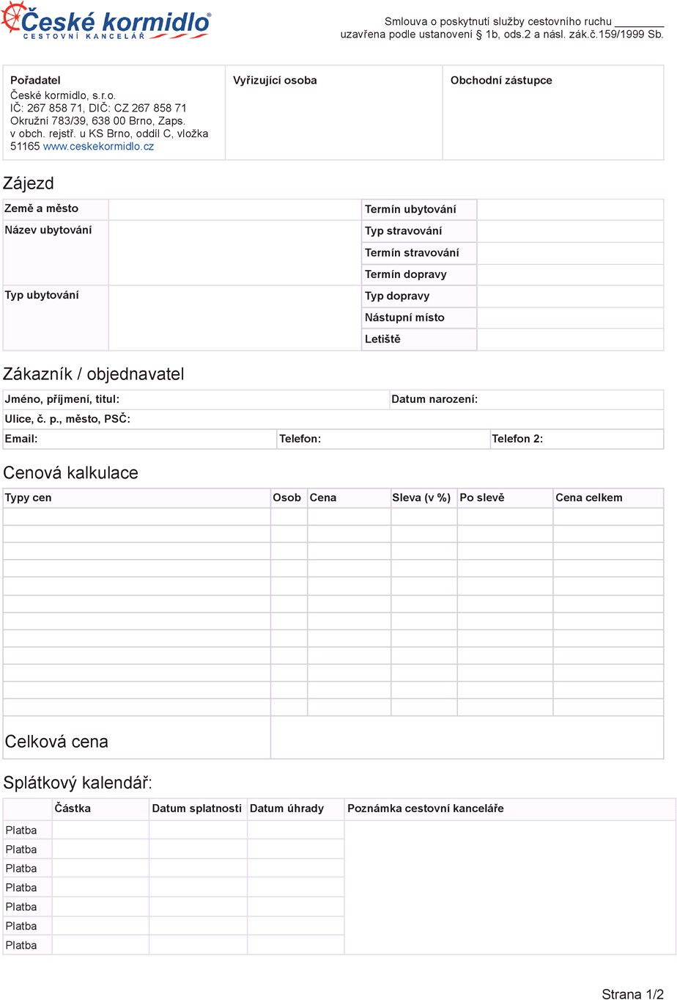 České kormidlo®
CESTOVNÍ KANCELÁŘ
Smlouva o poskytnutí služby cestovního ruchu ________
uzavřena podle ustanovení § 1b, ods.2 a násl. zák.č.159/1999 Sb.
Pořadatel
České kormidlo, s.r.o.
IČ: 267 858 71, DIČ: CZ 267 858 71
Okružní 783/39, 638 00 Brno, Zaps.
v obch. rejstř. u KS Brno, oddíl C, vložka
51165 www.ceskekormidlo.cz
Vyřizující osoba
Obchodní zástupce
Zájezd
Země a město
Název ubytování
Typ ubytování
Termín ubytování
Typ stravování
Termín stravování
Termín dopravy
Typ dopravy
Nástupní místo
Letiště
Zákazník / objednavatel
Jméno, příjmení, titul: Datum narození:
Ulice, č. p., město, PSČ:
Email: Telefon: Telefon 2:
Cenová kalkulace
Typy cen Osob Cena Sleva (v %) Po slevě Cena celkem
Celková cena
Splátkový kalendář:
Částka Datum splatnosti Datum úhrady Poznámka cestovní kanceláře
Platba
Platba
Platba
Platba
Platba
Platba
Platba
Strana 1/2